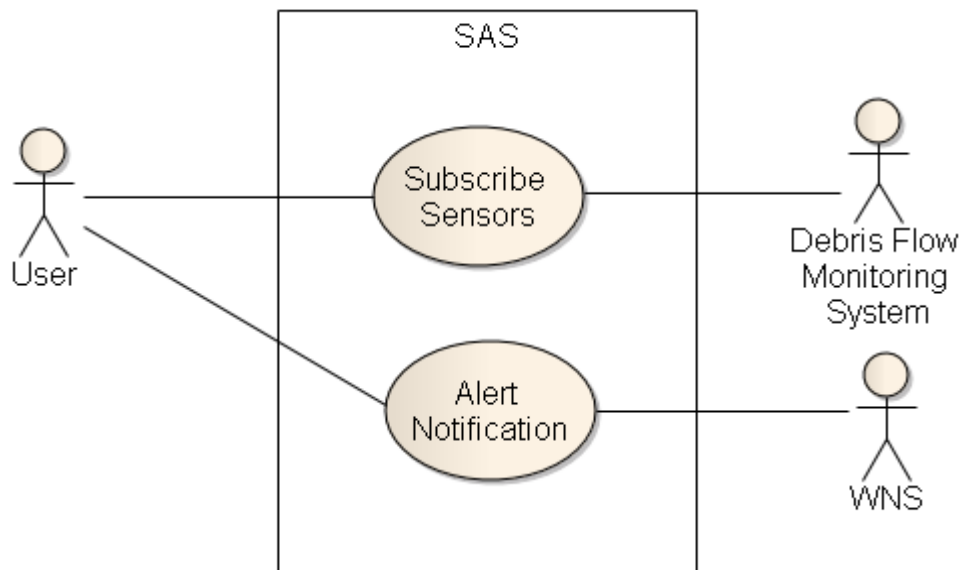 SAS
Subscribe
Sensors
User
Debris Flow
Monitoring
System
Alert
Notification
WNS